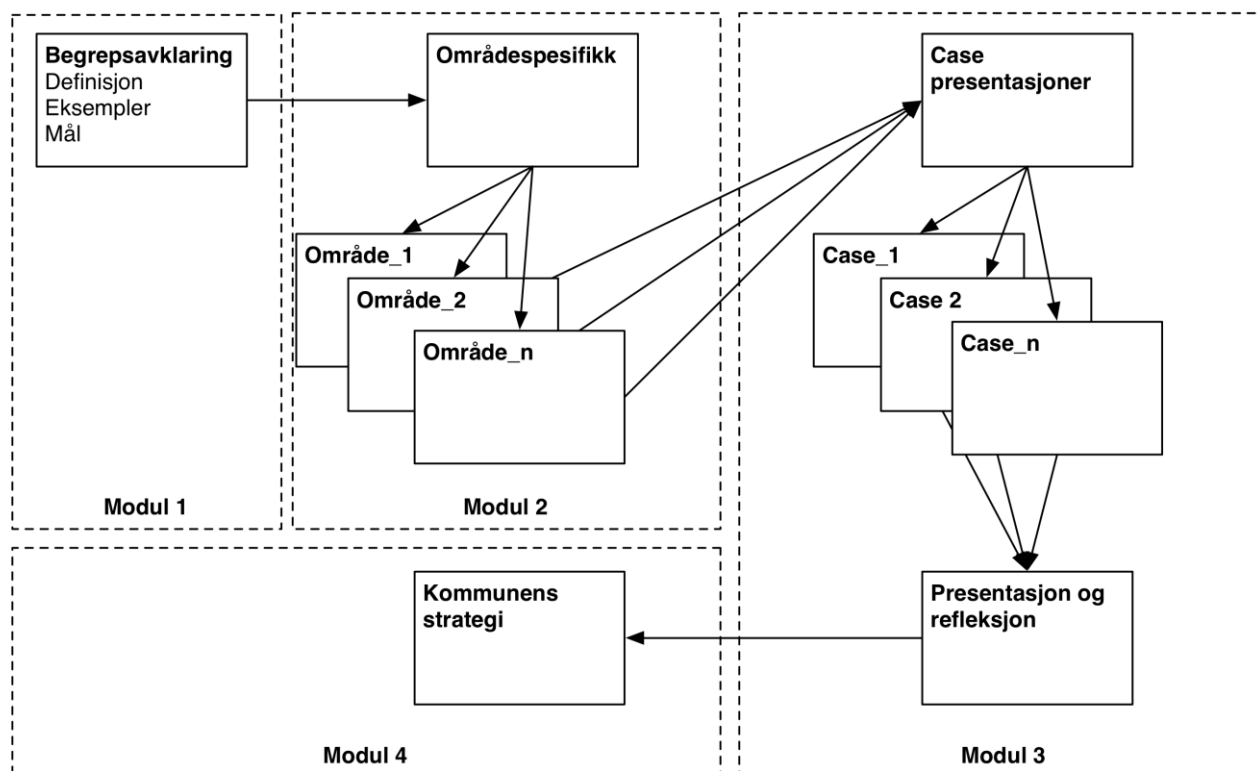 Begrepsavklaring
Definisjon
Eksempler
Mål
Modul 1
Områdespesifikk
Område_1
Område_2
Område_n
Modul 2
Case
presentasjoner
Case_1
Case 2
Case_n
Presentasjon og
refleksjon
Modul 3
Kommunens
strategi
Modul 4